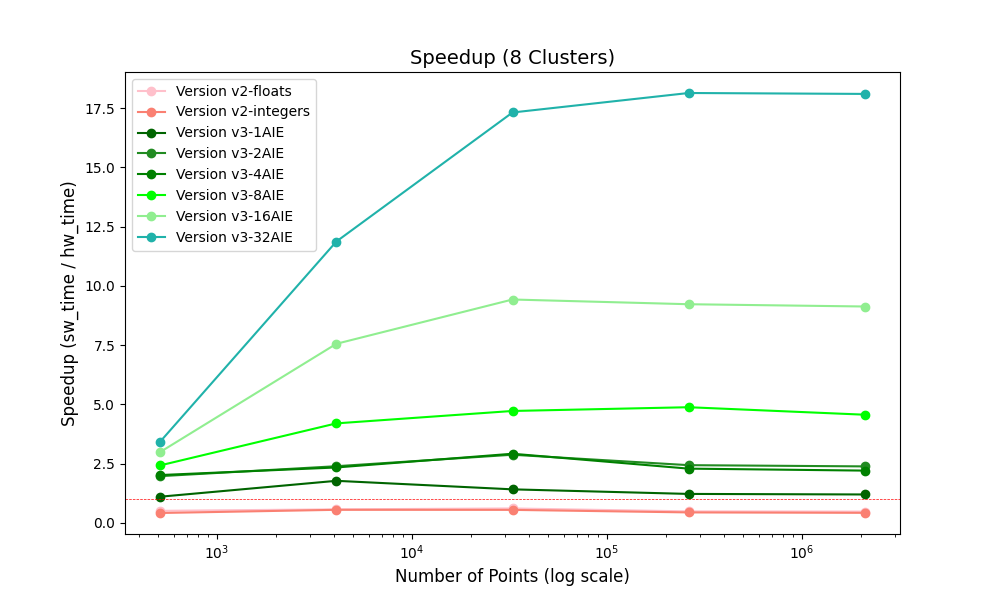 Speedup (8 Clusters)
Version v2-floats
Version v2-integers
Version v3-1AIE
Version v3-2AIE
Version v3-4AIE
Version v3-8AIE
Version v3-16AIE
Version v3-32AIE
17.5
15.0
12.5
10.0
7.5
5.0
2.5
0.0
Speedup (sw_time / hw_time)
10³ 10⁴ 10⁵ 10⁶
Number of Points (log scale)